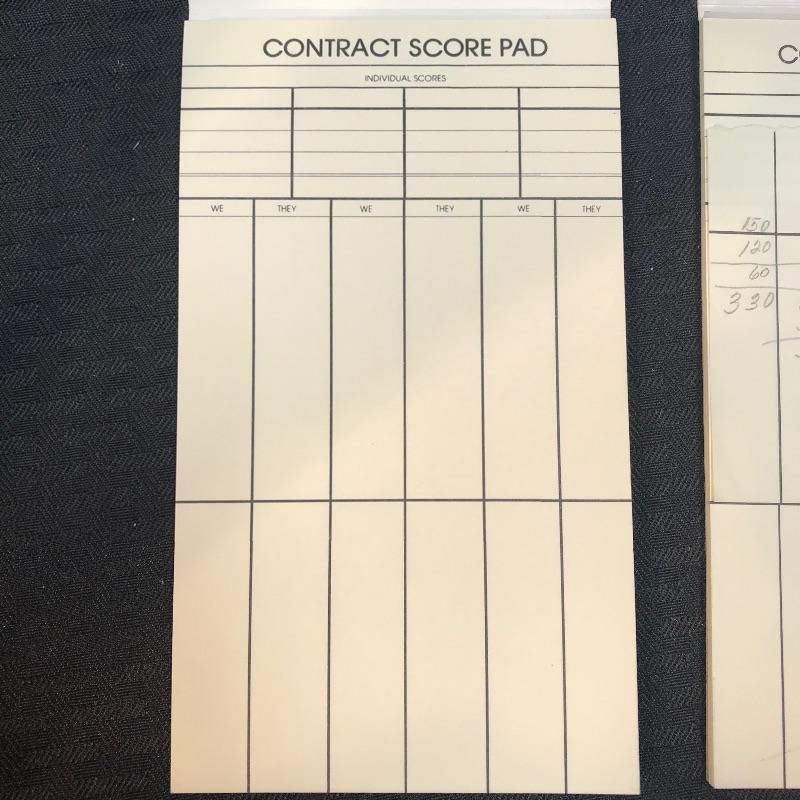 CONTRACT SCORE PAD
INDIVIDUAL SCORES
WE THEY WE THEY WE THEY
C
150
120
60
330